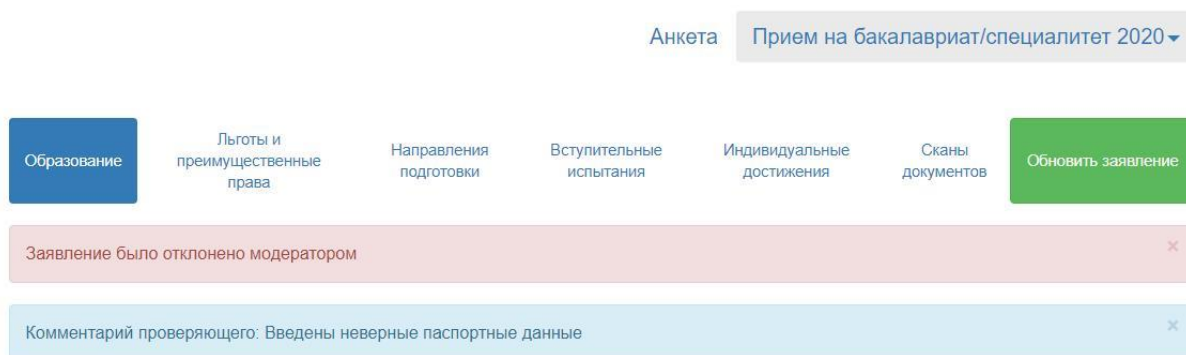 Анкета
Прием на бакалавриат/специалитет 2020
Образование
Льготы и
преимущественные
права
Направления
подготовки
Вступительные
испытания
Индивидуальные
достижения
Сканы
документов
Обновить заявление
Заявление было отклонено модератором
×
Комментарий проверяющего: Введены неверные паспортные данные
×